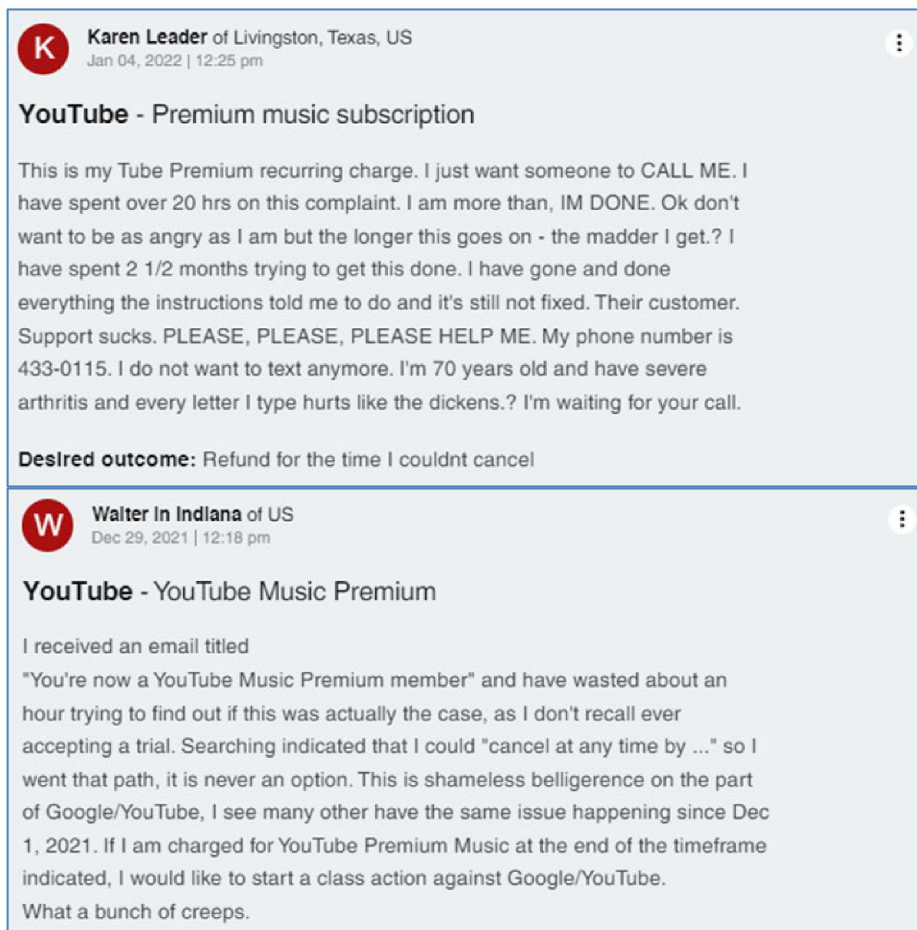 K
Karen Leader of Livingston, Texas, US
Jan 04, 2022 | 12:25 pm
YouTube - Premium music subscription
This is my Tube Premium recurring charge. I just want someone to CALL ME. I
have spent over 20 hrs on this complaint. I am more than, IM DONE. Ok don't
want to be as angry as I am but the longer this goes on - the madder I get.? I
have spent 2 1/2 months trying to get this done. I have gone and done
everything the instructions told me to do and it's still not fixed. Their customer.
Support sucks. PLEASE, PLEASE, PLEASE HELP ME. My phone number is
433-0115. I do not want to text anymore. I'm 70 years old and have severe
arthritis and every letter I type hurts like the dickens.? I'm waiting for your call.
Desired outcome: Refund for the time I couldnt cancel
W
Walter in Indiana of US
Dec 29, 2021 | 12:18 pm
YouTube - YouTube Music Premium
I received an email titled
"You're now a YouTube Music Premium member" and have wasted about an
hour trying to find out if this was actually the case, as I don't recall ever
accepting a trial. Searching indicated that I could "cancel at any time by ..." so I
went that path, it is never an option. This is shameless belligerence on the part
of Google/YouTube, I see many other have the same issue happening since Dec
1, 2021. If I am charged for YouTube Premium Music at the end of the timeframe
indicated, I would like to start a class action against Google/YouTube.
What a bunch of creeps.